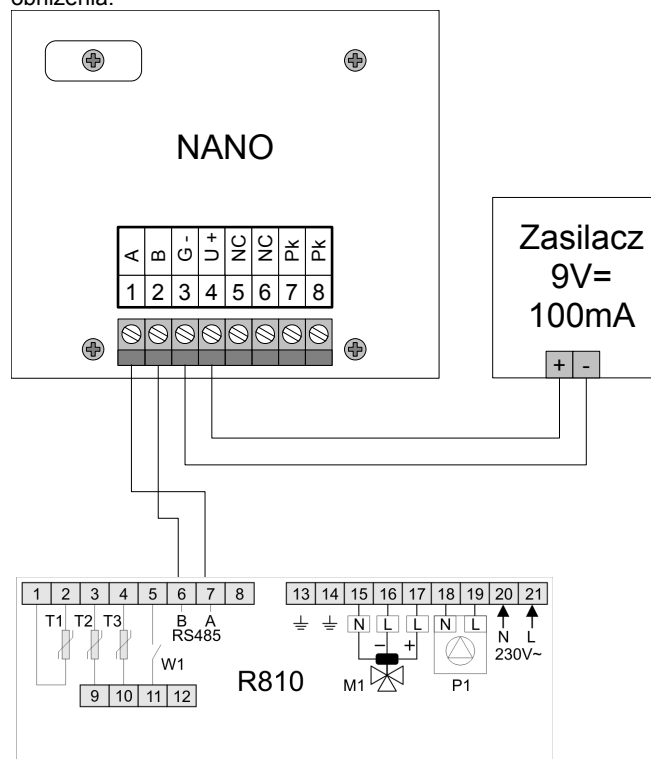 obniżenia.
NANO
A B G - U + NC NC Pk Pk
1 2 3 4 5 6 7 8
Zasilacz
9V=
100mA
+ -
1 2 3 4 5 6 7 8
13 14 15 16 17 18 19 20 21
T1 T2 T3
B A
RS485
W1
N L L N L
N L
230V~
− +
R810
M1
P1
9 10 11 12